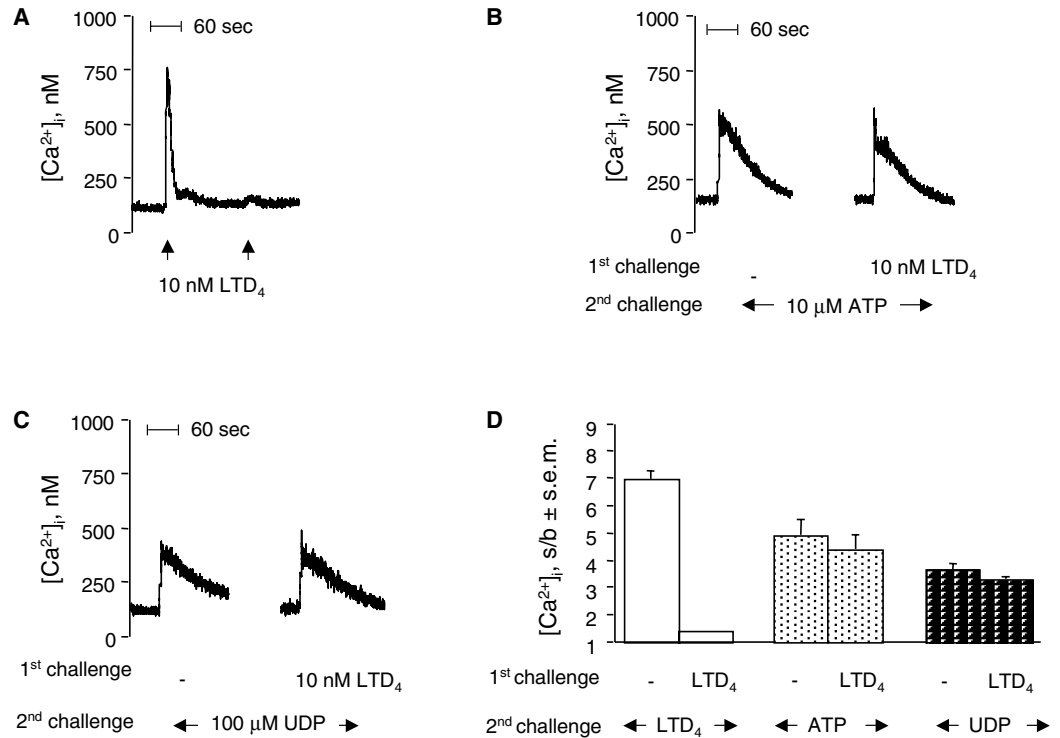 A
1000
60 sec
750
[Ca²⁺]ᵢ, nM
500
250
0
10 nM LTD₄
B
1000
60 sec
750
[Ca²⁺]ᵢ, nM
500
250
0
1ˢᵗ challenge - 10 nM LTD₄
2ⁿᵈ challenge 10 µM ATP
C
1000
60 sec
750
[Ca²⁺]ᵢ, nM
500
250
0
1ˢᵗ challenge - 10 nM LTD₄
2ⁿᵈ challenge 100 µM UDP
D
[Ca²⁺]ᵢ, s/b ± s.e.m.
9
8
7
6
5
4
3
2
1
1ˢᵗ challenge - LTD₄ - LTD₄ - LTD₄
2ⁿᵈ challenge LTD₄ ATP UDP